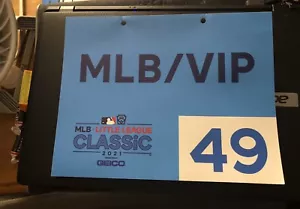 MLB/VIP
MLB LITTLE LEAGUE
CLASSIC
2021
GEICO
49